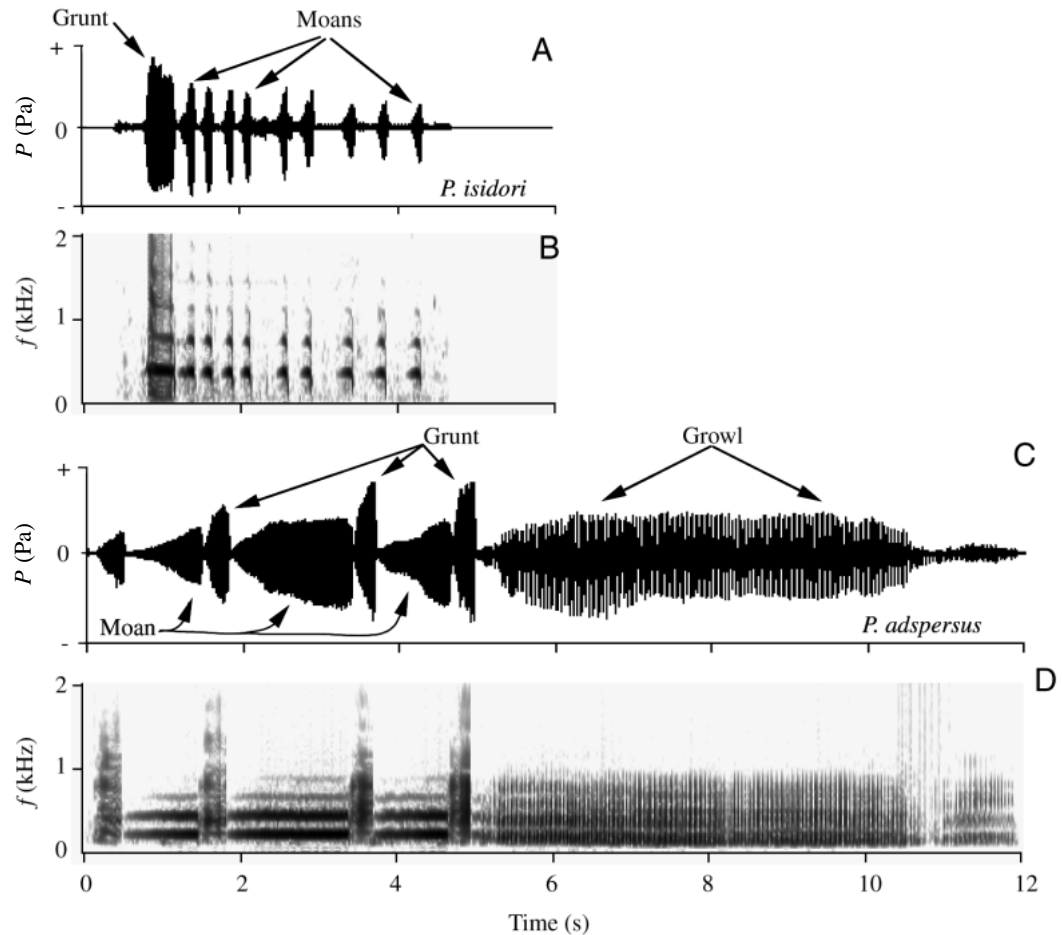 Grunt
Moans
A
+
P (Pa)
0
-
P. isidori
B
2
f (kHz)
1
0
Grunt
Growl
C
+
P (Pa)
0
-
Moan
P. adspersus
D
2
f (kHz)
1
0
0 2 4 6 8 10 12
Time (s)